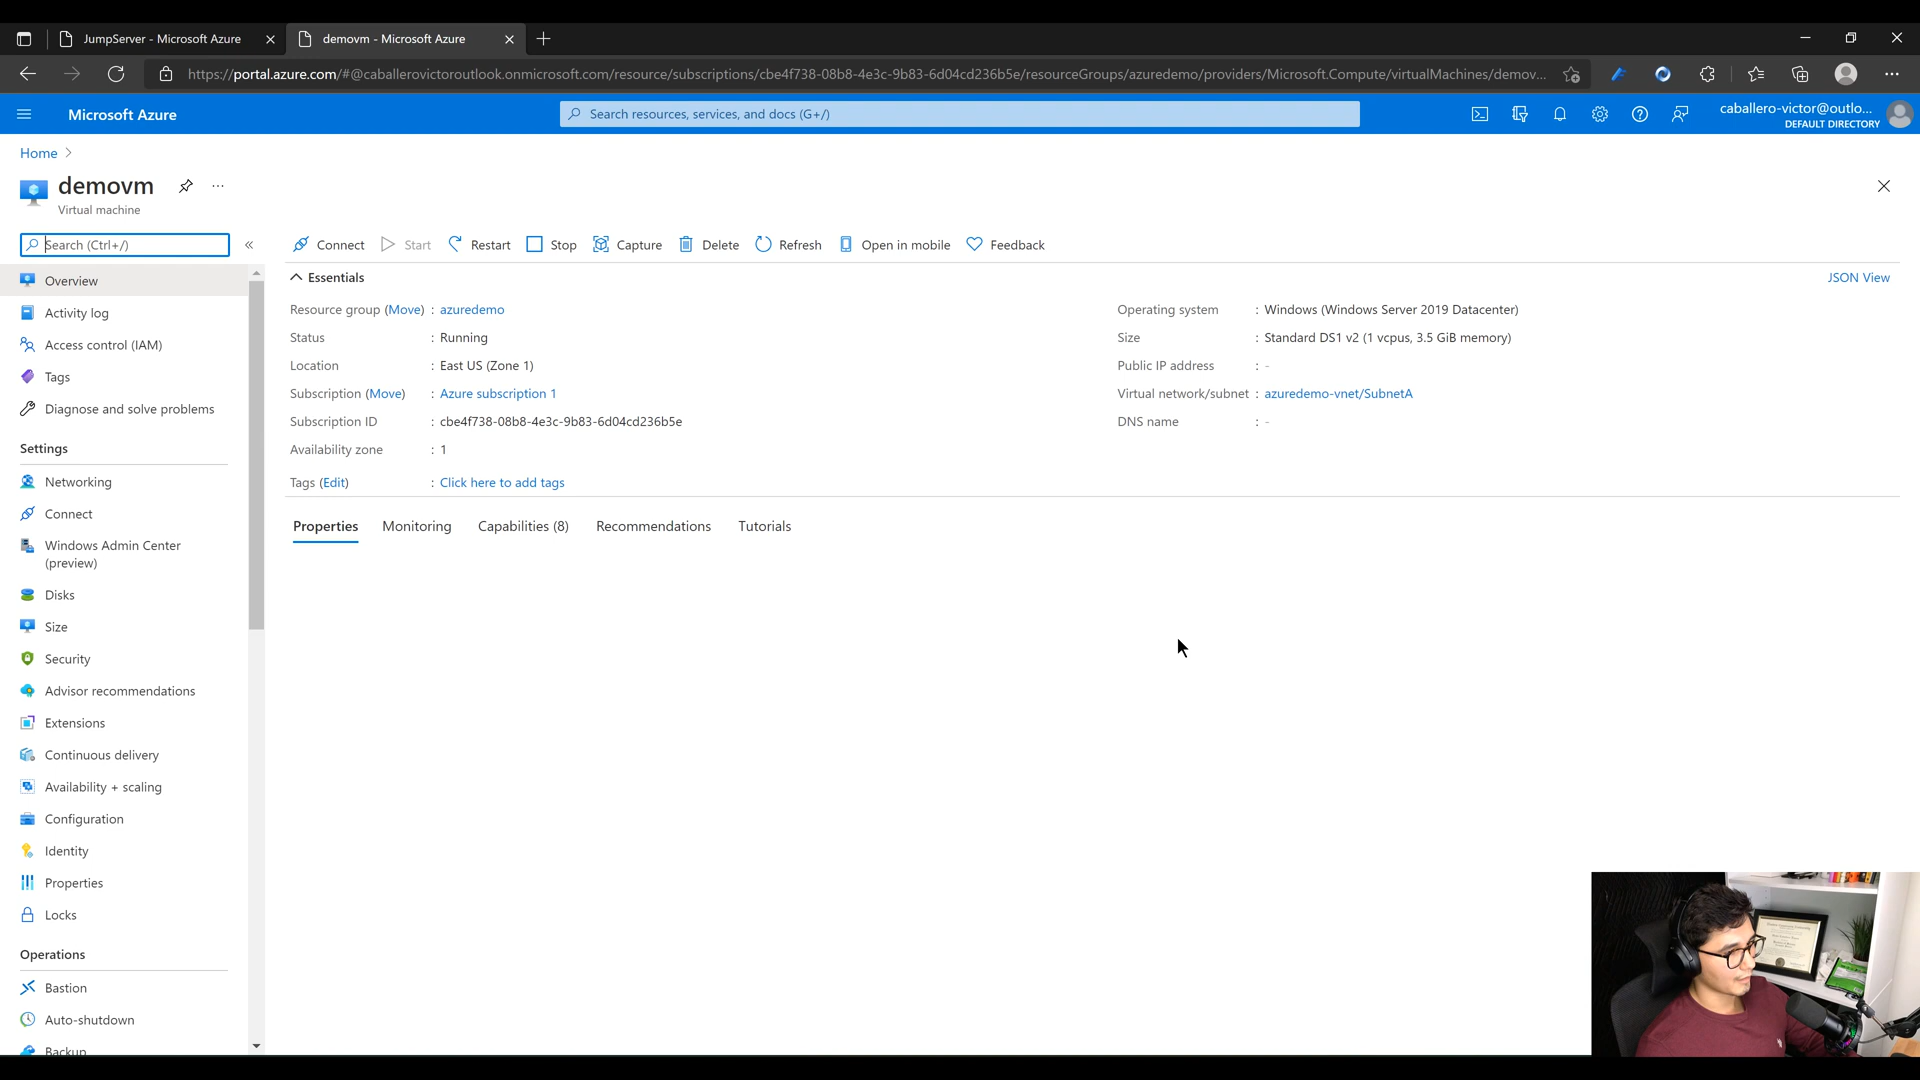 JumpServer - Microsoft Azure
demovm - Microsoft Azure
https://portal.azure.com/#@caballerovictoroutlook.onmicrosoft.com/resource/subscriptions/cbe4f738-08b8-4e3c-9b83-6d04cd236b5e/resourceGroups/azuredemo/providers/Microsoft.Compute/virtualMachines/demov...
Microsoft Azure
Search resources, services, and docs (G+/)
caballero-victor@outlo...
DEFAULT DIRECTORY
Home
demovm
...
Virtual machine
Search (Ctrl+/)
Connect
Start
Restart
Stop
Capture
Delete
Refresh
Open in mobile
Feedback
Overview
Activity log
Access control (IAM)
Tags
Diagnose and solve problems
Settings
Networking
Connect
Windows Admin Center
(preview)
Disks
Size
Security
Advisor recommendations
Extensions
Continuous delivery
Availability + scaling
Configuration
Identity
Properties
Locks
Operations
Bastion
Auto-shutdown
Backup
Essentials
JSON View
Resource group (Move) : azuredemo
Status : Running
Location : East US (Zone 1)
Subscription (Move) : Azure subscription 1
Subscription ID : cbe4f738-08b8-4e3c-9b83-6d04cd236b5e
Availability zone : 1
Tags (Edit) : Click here to add tags
Operating system : Windows (Windows Server 2019 Datacenter)
Size : Standard DS1 v2 (1 vcpus, 3.5 GiB memory)
Public IP address : -
Virtual network/subnet : azuredemo-vnet/SubnetA
DNS name : -
Properties
Monitoring
Capabilities (8)
Recommendations
Tutorials